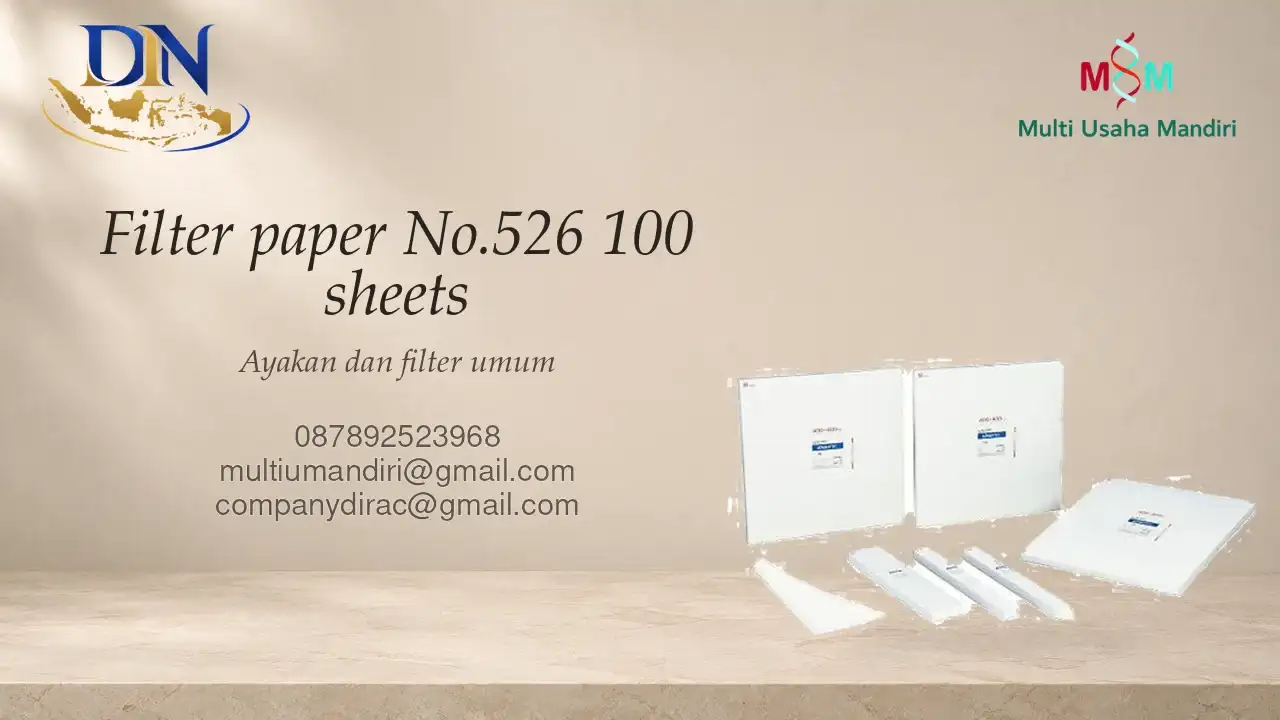 DN
M M
Multi Usaha Mandiri
Filter paper No.526 100
sheets
Ayakan dan filter umum
087892523968
multiumandiri@gmail.com
companydirac@gmail.com